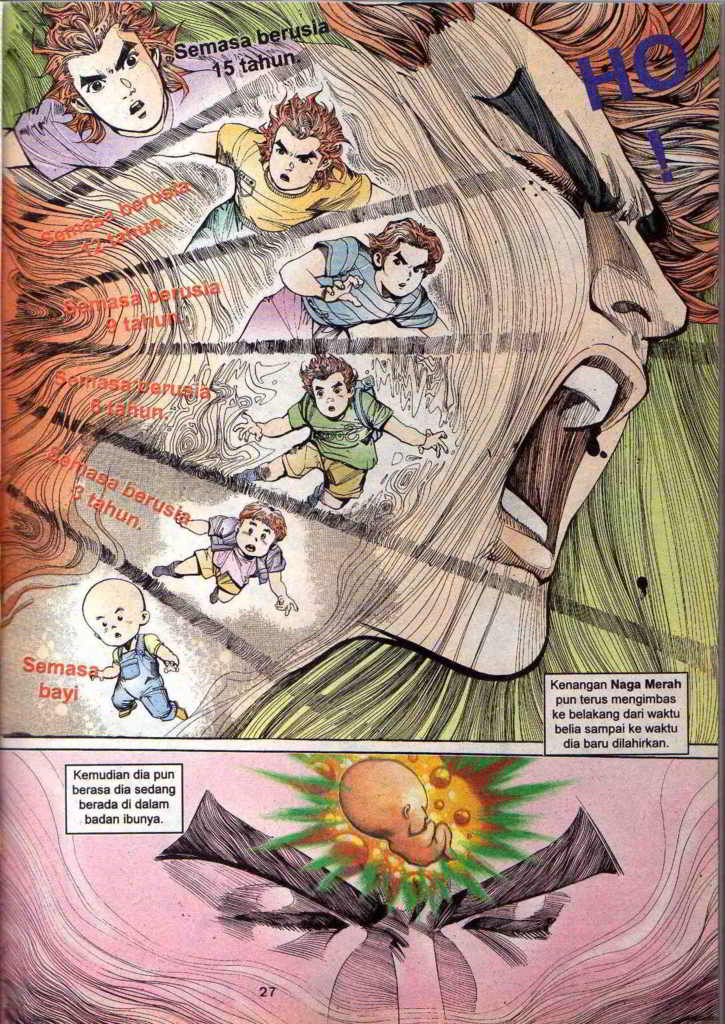 Semasa berusia
15 tahun.
HO
!
Semasa berusia
12 tahun.
Semasa berusia
9 tahun.
Semasa berusia
6 tahun.
Semasa berusia
3 tahun.
Semasa
bayi
Kenangan Naga Merah
pun terus mengimbas
ke belakang dari waktu
belia sampai ke waktu
dia baru dilahirkan.
Kemudian dia pun
berasa dia sedang
berada di dalam
badan ibunya.
27